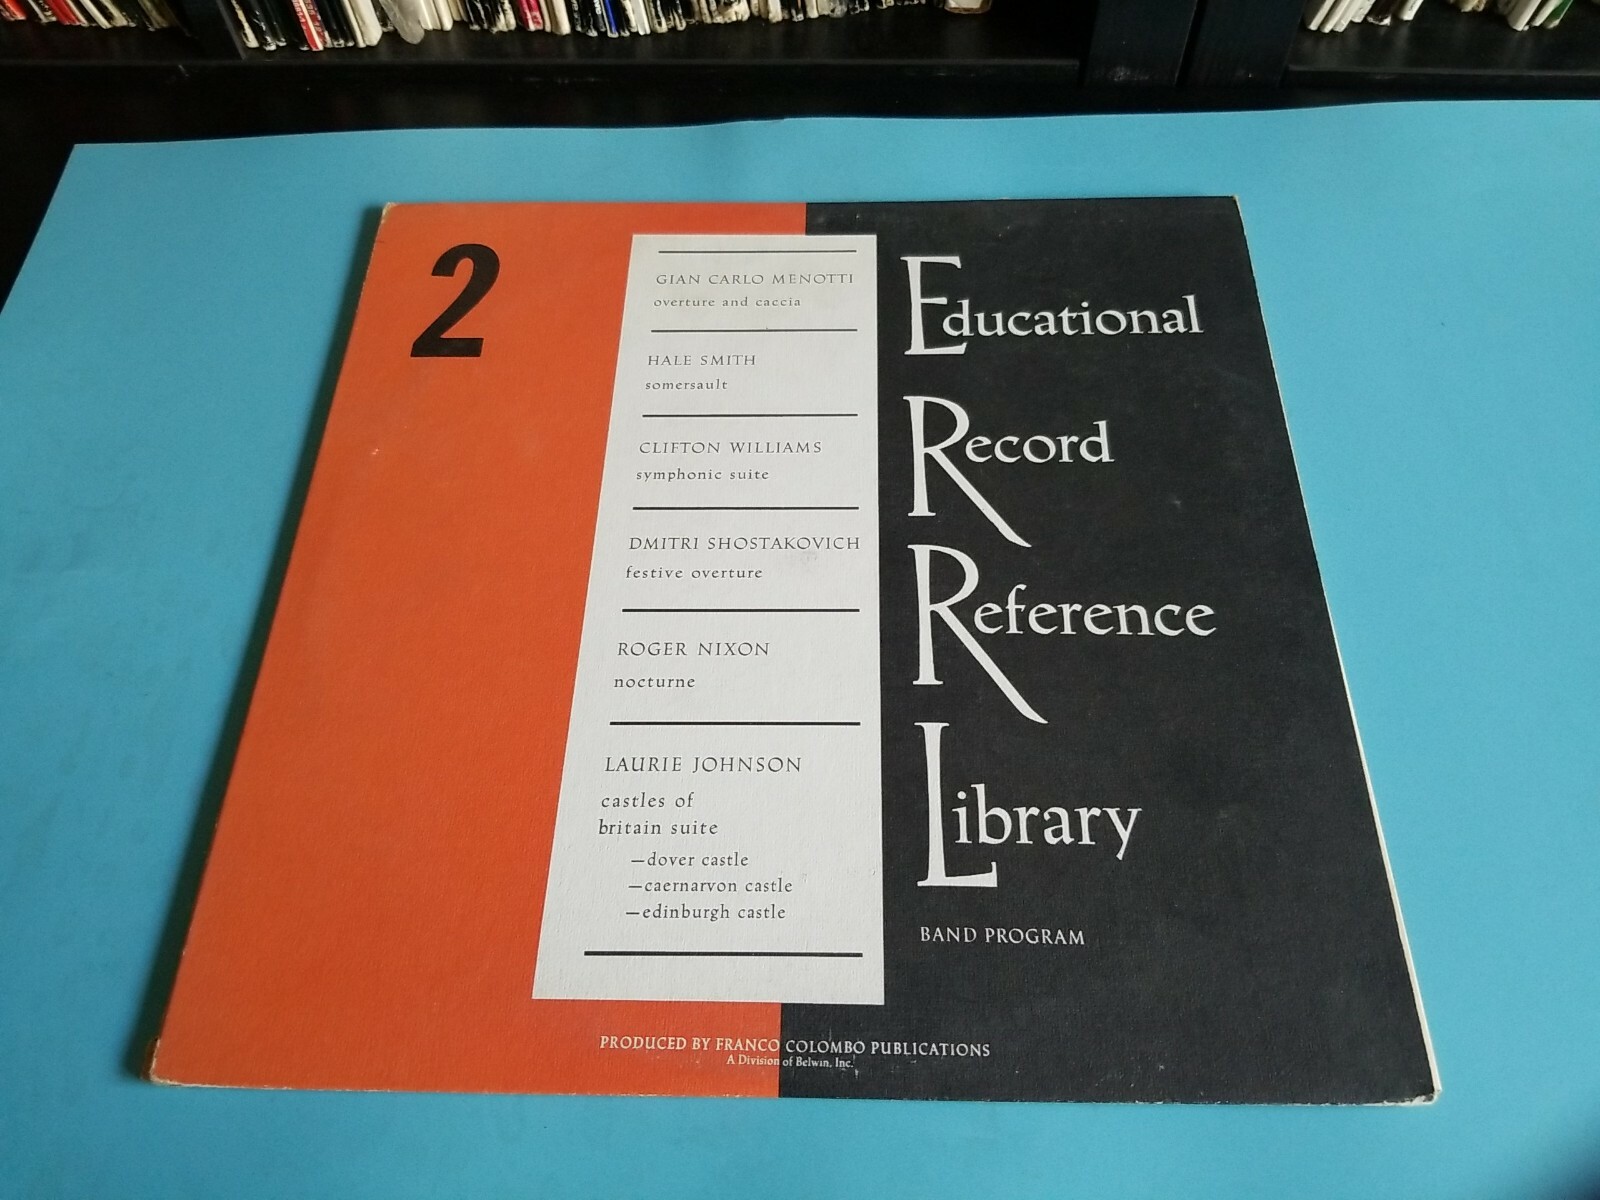 2
GIAN CARLO MENOTTI
overture and caccia
HALE SMITH
somersault
CLIFTON WILLIAMS
symphonic suite
DMITRI SHOSTAKOVICH
festive overture
ROGER NIXON
nocturne
LAURIE JOHNSON
castles of
britain suite
—dover castle
—caernarvon castle
—edinburgh castle
Educational
Record
Reference
Library
BAND PROGRAM
PRODUCED BY FRANCO COLOMBO PUBLICATIONS
A Division of Belwin, Inc.